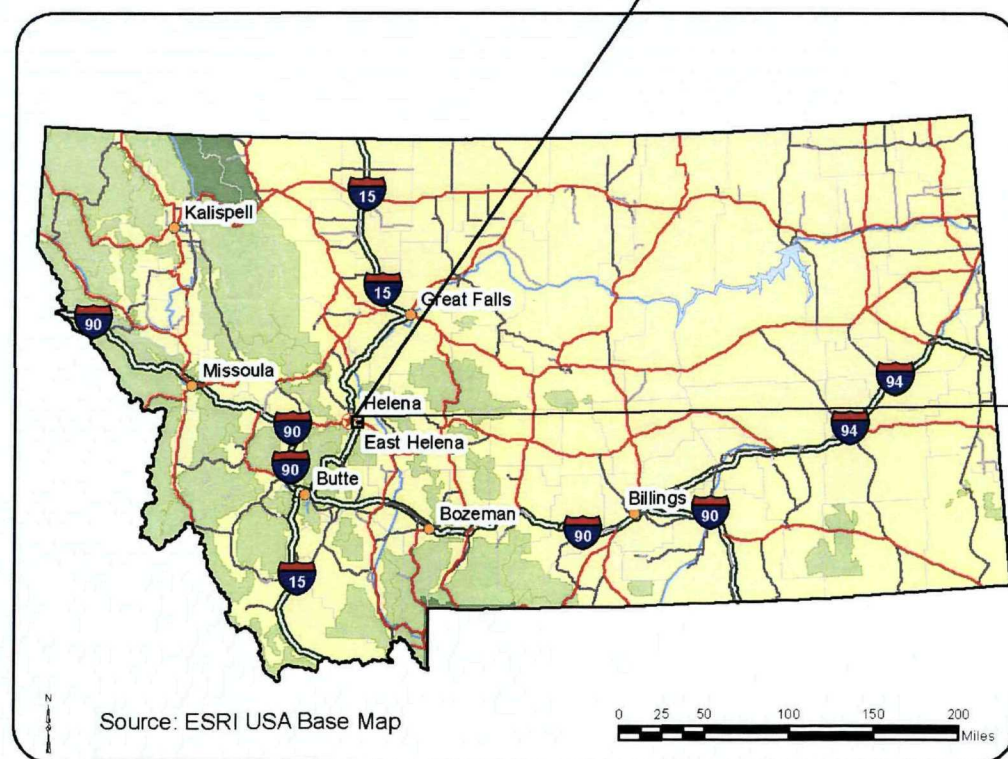 15
Kalispell
15
Great Falls
90
Missoula
94
Helena
90
94
East Helena
90
Butte
Billings
Bozeman
90
90
15
N
Source: ESRI USA Base Map
0 25 50 100 150 200
Miles